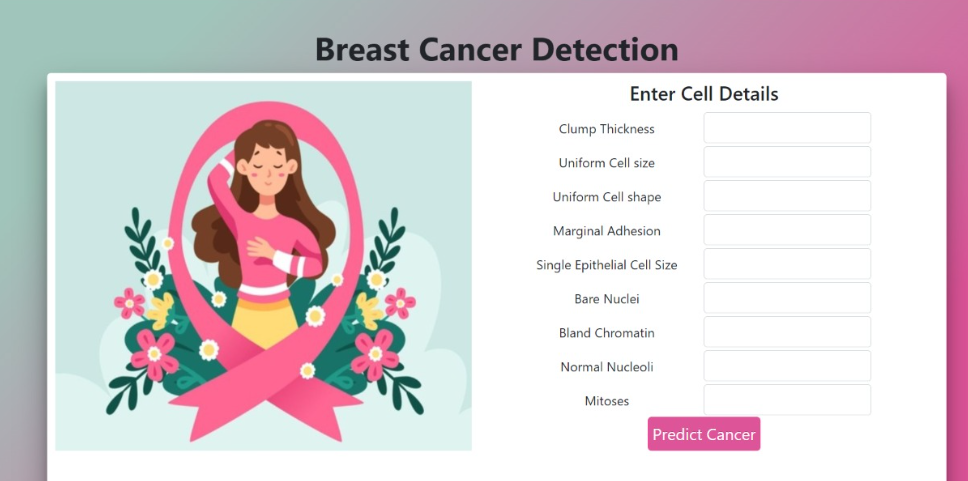 Breast Cancer Detection
Enter Cell Details
Clump Thickness
Uniform Cell size
Uniform Cell shape
Marginal Adhesion
Single Epithelial Cell Size
Bare Nuclei
Bland Chromatin
Normal Nucleoli
Mitoses
Predict Cancer